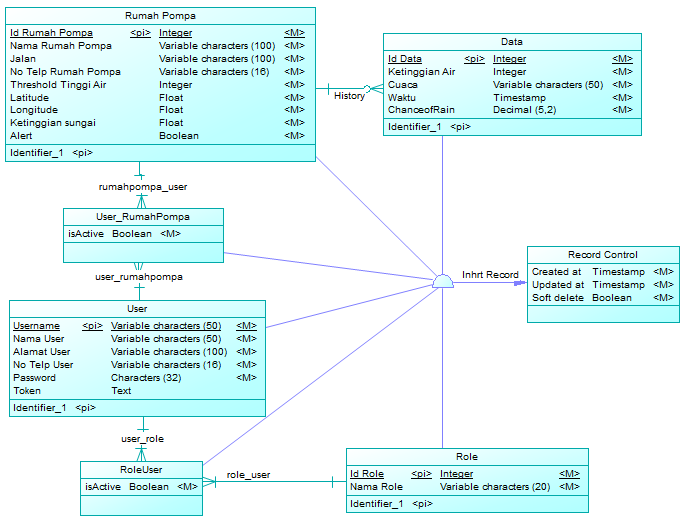 Rumah Pompa
Id Rumah Pompa <pi> Integer <M>
Nama Rumah Pompa Variable characters (100) <M>
Jalan Variable characters (100) <M>
No Telp Rumah Pompa Variable characters (16) <M>
Threshold Tinggi Air Integer <M>
Latitude Float <M>
Longitude Float <M>
Ketinggian sungai Float <M>
Alert Boolean <M>
Identifier_1 <pi>
Data
Id Data <pi> Integer <M>
Ketinggian Air Integer <M>
Cuaca Variable characters (50) <M>
Waktu Timestamp <M>
ChanceofRain Decimal (5,2) <M>
Identifier_1 <pi>
History
rumahpompa_user
User_RumahPompa
isActive Boolean <M>
user_rumahpompa
Inhrt Record
Record Control
Created at Timestamp <M>
Updated at Timestamp <M>
Soft delete Boolean <M>
User
Username <pi> Variable characters (50) <M>
Nama User Variable characters (50) <M>
Alamat User Variable characters (100) <M>
No Telp User Variable characters (16) <M>
Password Characters (32) <M>
Token Text
Identifier_1 <pi>
user_role
RoleUser
isActive Boolean <M>
role_user
Role
Id Role <pi> Integer <M>
Nama Role Variable characters (20) <M>
Identifier_1 <pi>